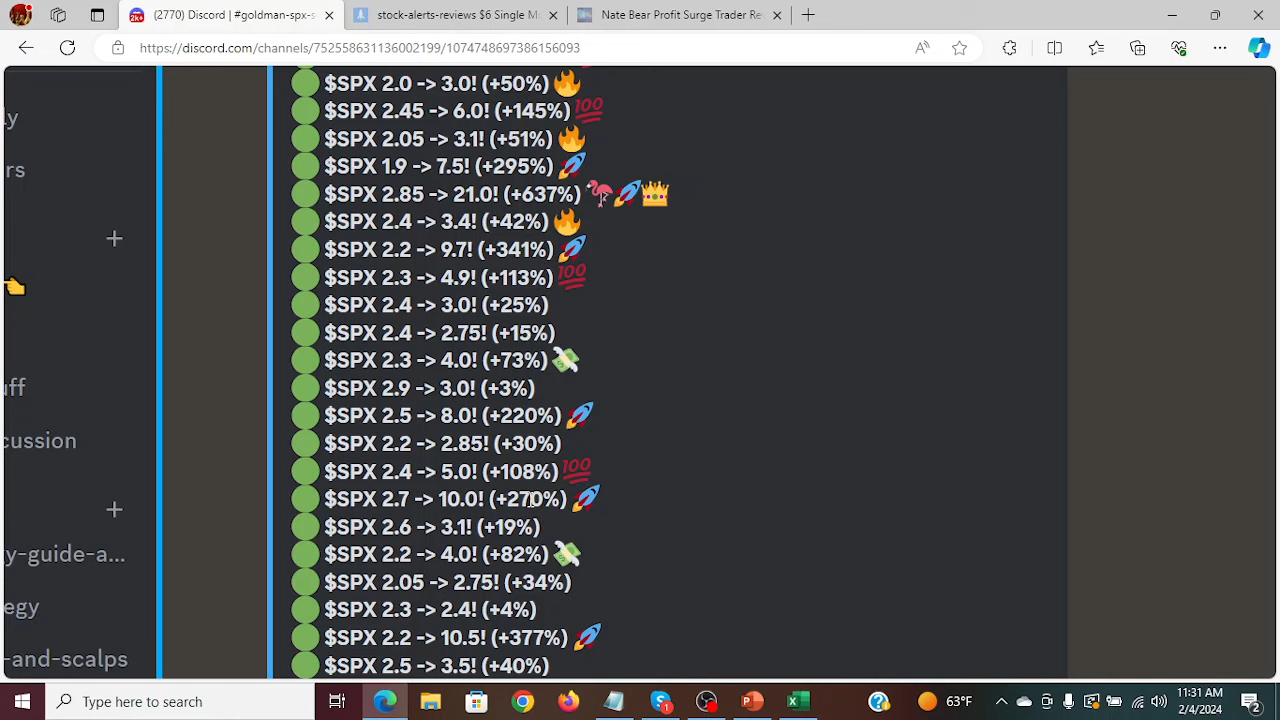 (2770) Discord | #goldman-spx-s
stock-alerts-reviews $6 Single M
Nate Bear Profit Surge Trader Re
2k+
https://discord.com/channels/752558631136002199/1074748697386156093
$SPX 2.0 -> 3.0! (+50%) 🔥
$SPX 2.45 -> 6.0! (+145%) 💯
ly
$SPX 2.05 -> 3.1! (+51%) 🔥
rs
$SPX 1.9 -> 7.5! (+295%) 🚀
$SPX 2.85 -> 21.0! (+637%) 🦩🚀👑
$SPX 2.4 -> 3.4! (+42%) 🔥
$SPX 2.2 -> 9.7! (+341%) 🚀
$SPX 2.3 -> 4.9! (+113%) 💯
$SPX 2.4 -> 3.0! (+25%)
$SPX 2.4 -> 2.75! (+15%)
$SPX 2.3 -> 4.0! (+73%) 💸
uff
$SPX 2.9 -> 3.0! (+3%)
$SPX 2.5 -> 8.0! (+220%) 🚀
cussion
$SPX 2.2 -> 2.85! (+30%)
$SPX 2.4 -> 5.0! (+108%) 💯
$SPX 2.7 -> 10.0! (+270%) 🚀
$SPX 2.6 -> 3.1! (+19%)
y-guide-a...
$SPX 2.2 -> 4.0! (+82%) 💸
$SPX 2.05 -> 2.75! (+34%)
egy
$SPX 2.3 -> 2.4! (+4%)
$SPX 2.2 -> 10.5! (+377%) 🚀
-and-scalps
$SPX 2.5 -> 3.5! (+40%)
Type here to search
63°F
1:31 AM
2/4/2024